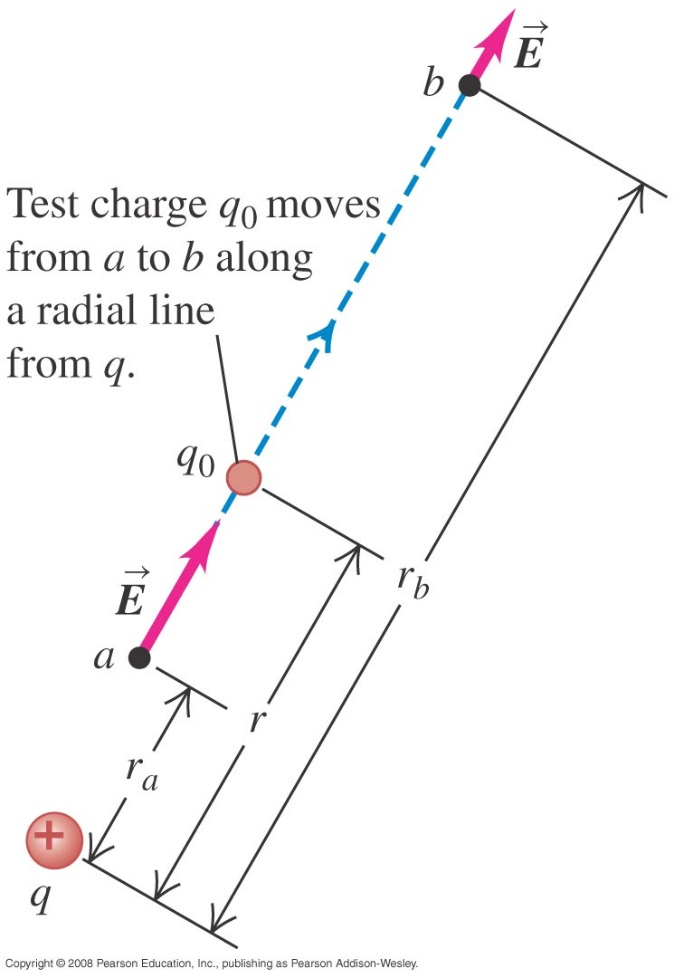 E
b
Test charge q0 moves
from a to b along
a radial line
from q.
q0
rb
E
a
r
ra
+
q
Copyright © 2008 Pearson Education, Inc., publishing as Pearson Addison-Wesley.